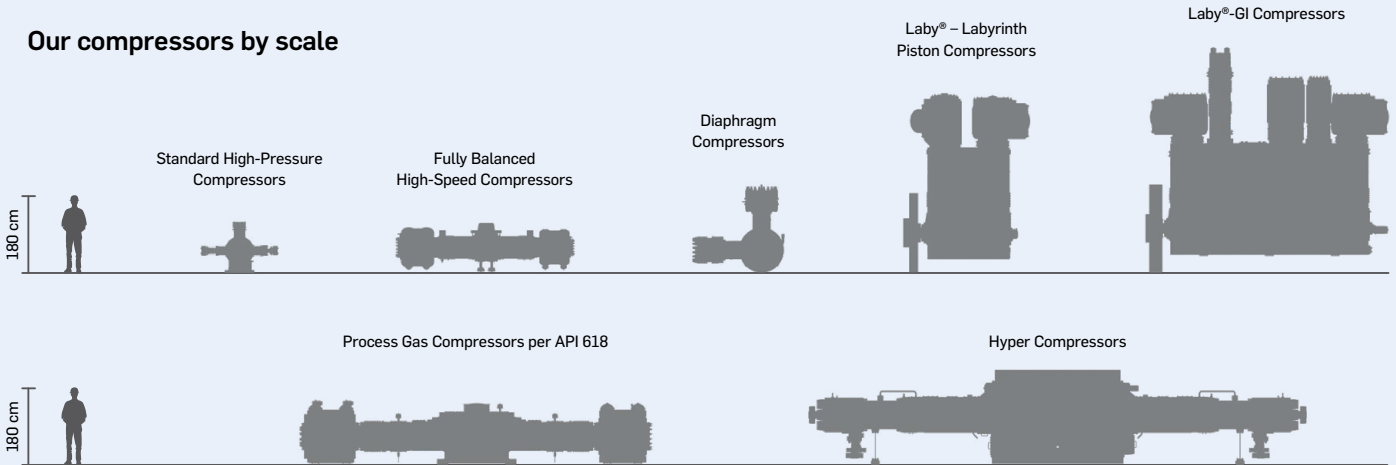 Our compressors by scale
Standard High-Pressure
Compressors
Fully Balanced
High-Speed Compressors
Diaphragm
Compressors
Laby® – Labyrinth
Piston Compressors
Laby®-GI Compressors
180 cm
Process Gas Compressors per API 618
Hyper Compressors
180 cm